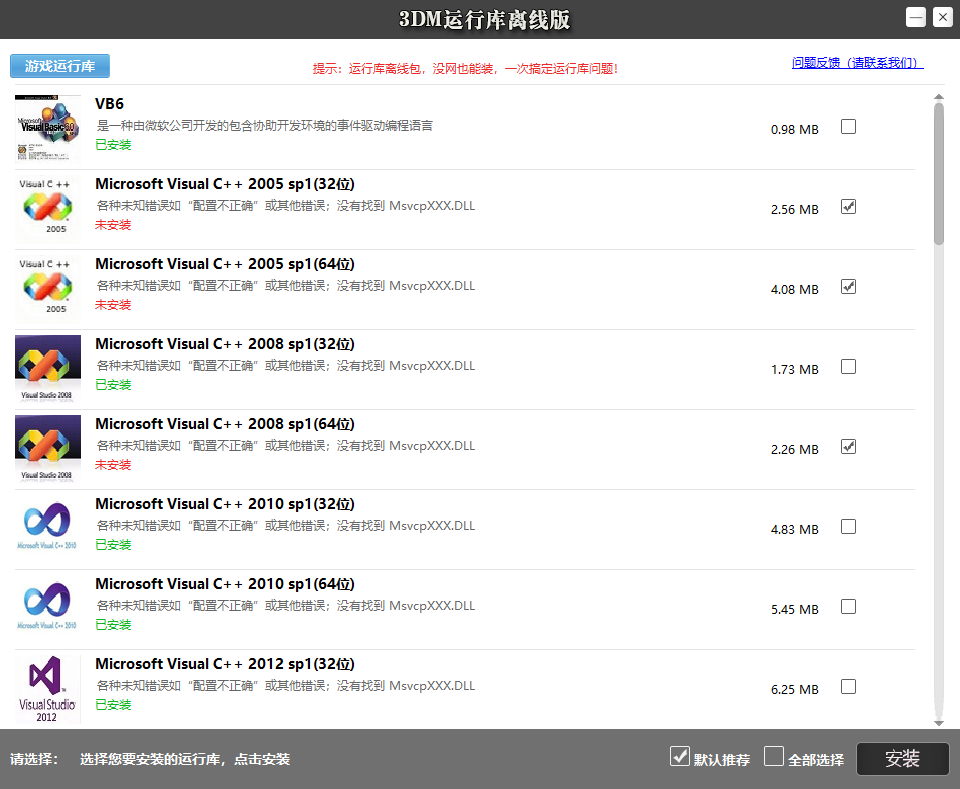 3DM运行库离线版
游戏运行库
提示：运行库离线包，没网也能装，一次搞定运行库问题！
问题反馈（请联系我们）
Microsoft
Visual Basic 6.0
VB6
是一种由微软公司开发的包含协助开发环境的事件驱动编程语言
已安装
0.98 MB
Visual C ++
2005
Microsoft Visual C++ 2005 sp1(32位)
各种未知错误如“配置不正确”或其他错误；没有找到 MsvcpXXX.DLL
未安装
2.56 MB
Visual C ++
2005
Microsoft Visual C++ 2005 sp1(64位)
各种未知错误如“配置不正确”或其他错误；没有找到 MsvcpXXX.DLL
未安装
4.08 MB
Visual Studio 2008
Microsoft Visual C++ 2008 sp1(32位)
各种未知错误如“配置不正确”或其他错误；没有找到 MsvcpXXX.DLL
已安装
1.73 MB
Visual Studio 2008
Microsoft Visual C++ 2008 sp1(64位)
各种未知错误如“配置不正确”或其他错误；没有找到 MsvcpXXX.DLL
未安装
2.26 MB
Microsoft Visual C++ 2010
Microsoft Visual C++ 2010 sp1(32位)
各种未知错误如“配置不正确”或其他错误；没有找到 MsvcpXXX.DLL
已安装
4.83 MB
Microsoft Visual C++ 2010
Microsoft Visual C++ 2010 sp1(64位)
各种未知错误如“配置不正确”或其他错误；没有找到 MsvcpXXX.DLL
已安装
5.45 MB
Visual Studio
2012
Microsoft Visual C++ 2012 sp1(32位)
各种未知错误如“配置不正确”或其他错误；没有找到 MsvcpXXX.DLL
已安装
6.25 MB
请选择： 选择您要安装的运行库，点击安装
默认推荐
全部选择
安装